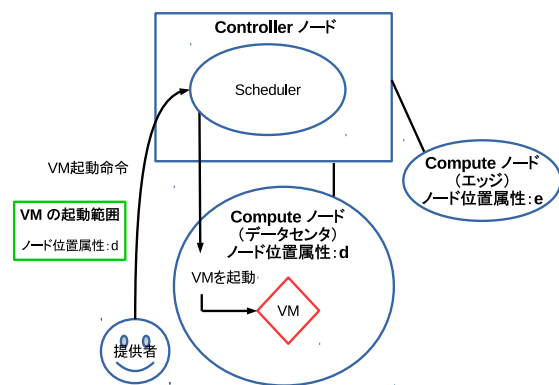 Controller ノード
Scheduler
VM起動命令
VM の起動範囲
ノード位置属性：d
Compute ノード
（エッジ）
ノード位置属性：e
Compute ノード
（データセンタ）
ノード位置属性：d
VMを起動
VM
提供者